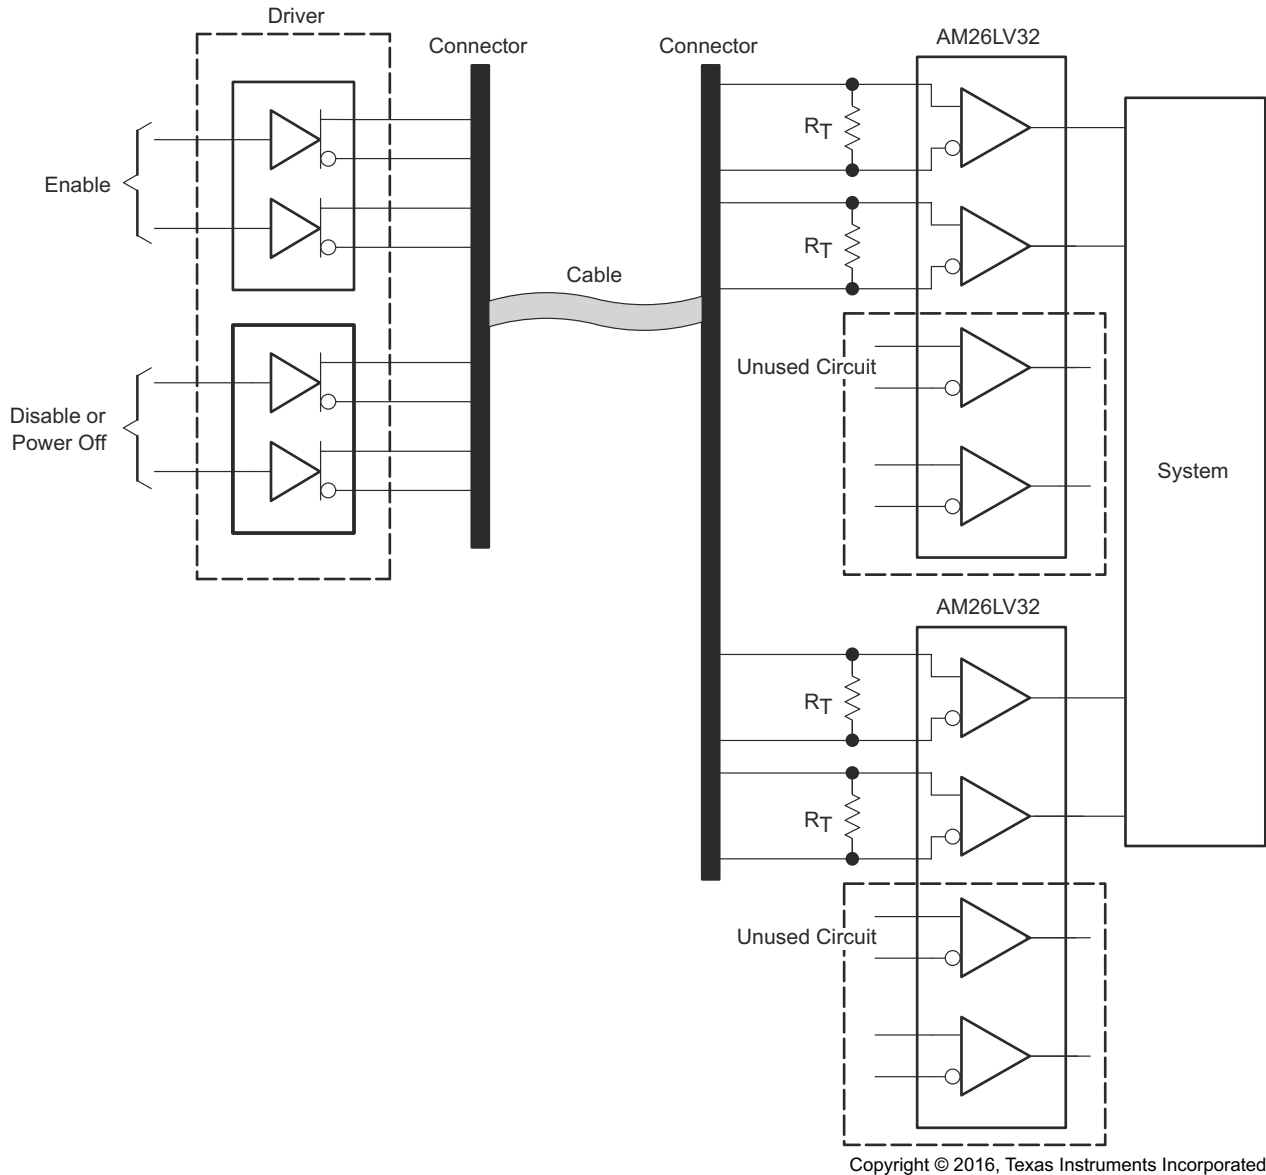 Driver
Connector
Connector
AM26LV32
RT
Enable
RT
Cable
Unused Circuit
Disable or
Power Off
System
AM26LV32
RT
RT
Unused Circuit
Copyright © 2016, Texas Instruments Incorporated